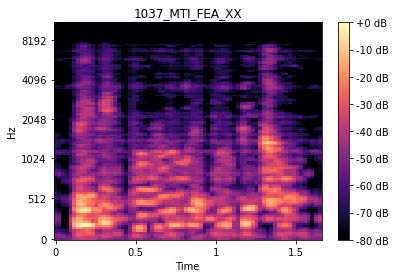 1037_MTI_FEA_XX
+0 dB
8192
-10 dB
4096
-20 dB
-30 dB
2048
Hz
-40 dB
1024
-50 dB
512
-60 dB
-70 dB
0
-80 dB
0
0.5
1
1.5
Time